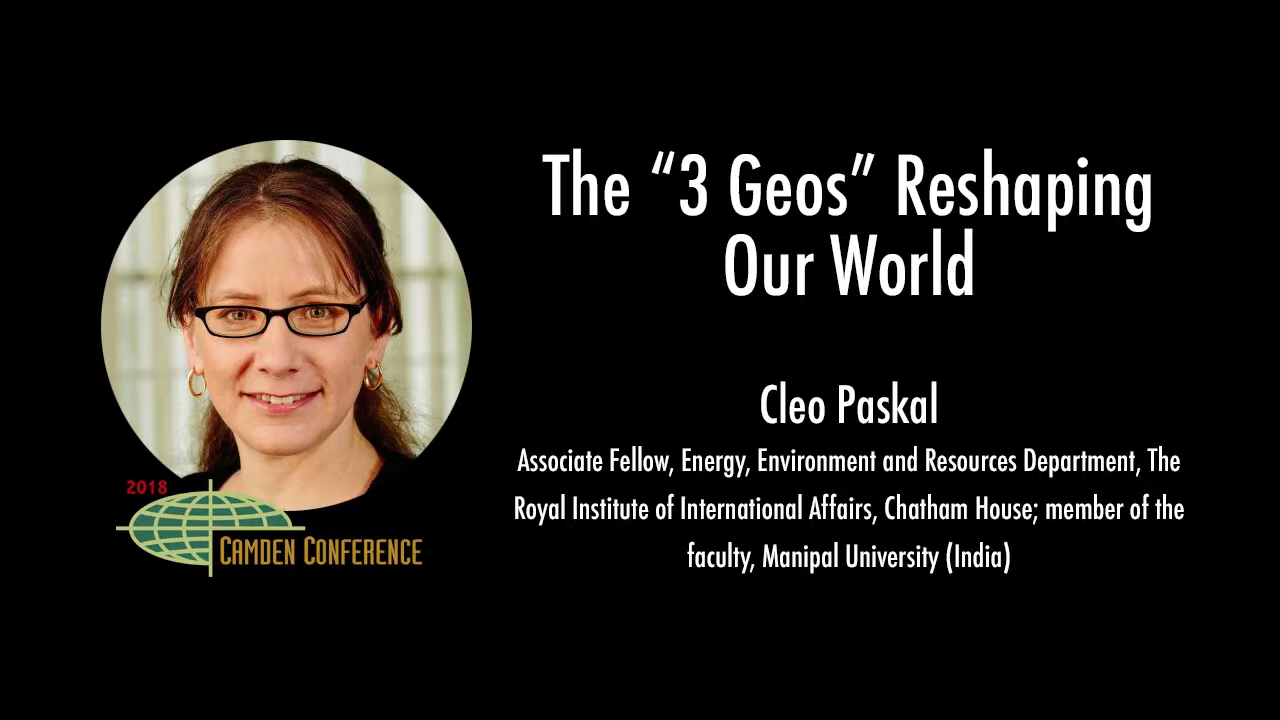 The “3 Geos” Reshaping
Our World
Cleo Paskal
Associate Fellow, Energy, Environment and Resources Department, The
Royal Institute of International Affairs, Chatham House; member of the
faculty, Manipal University (India)
2018
CAMDEN CONFERENCE